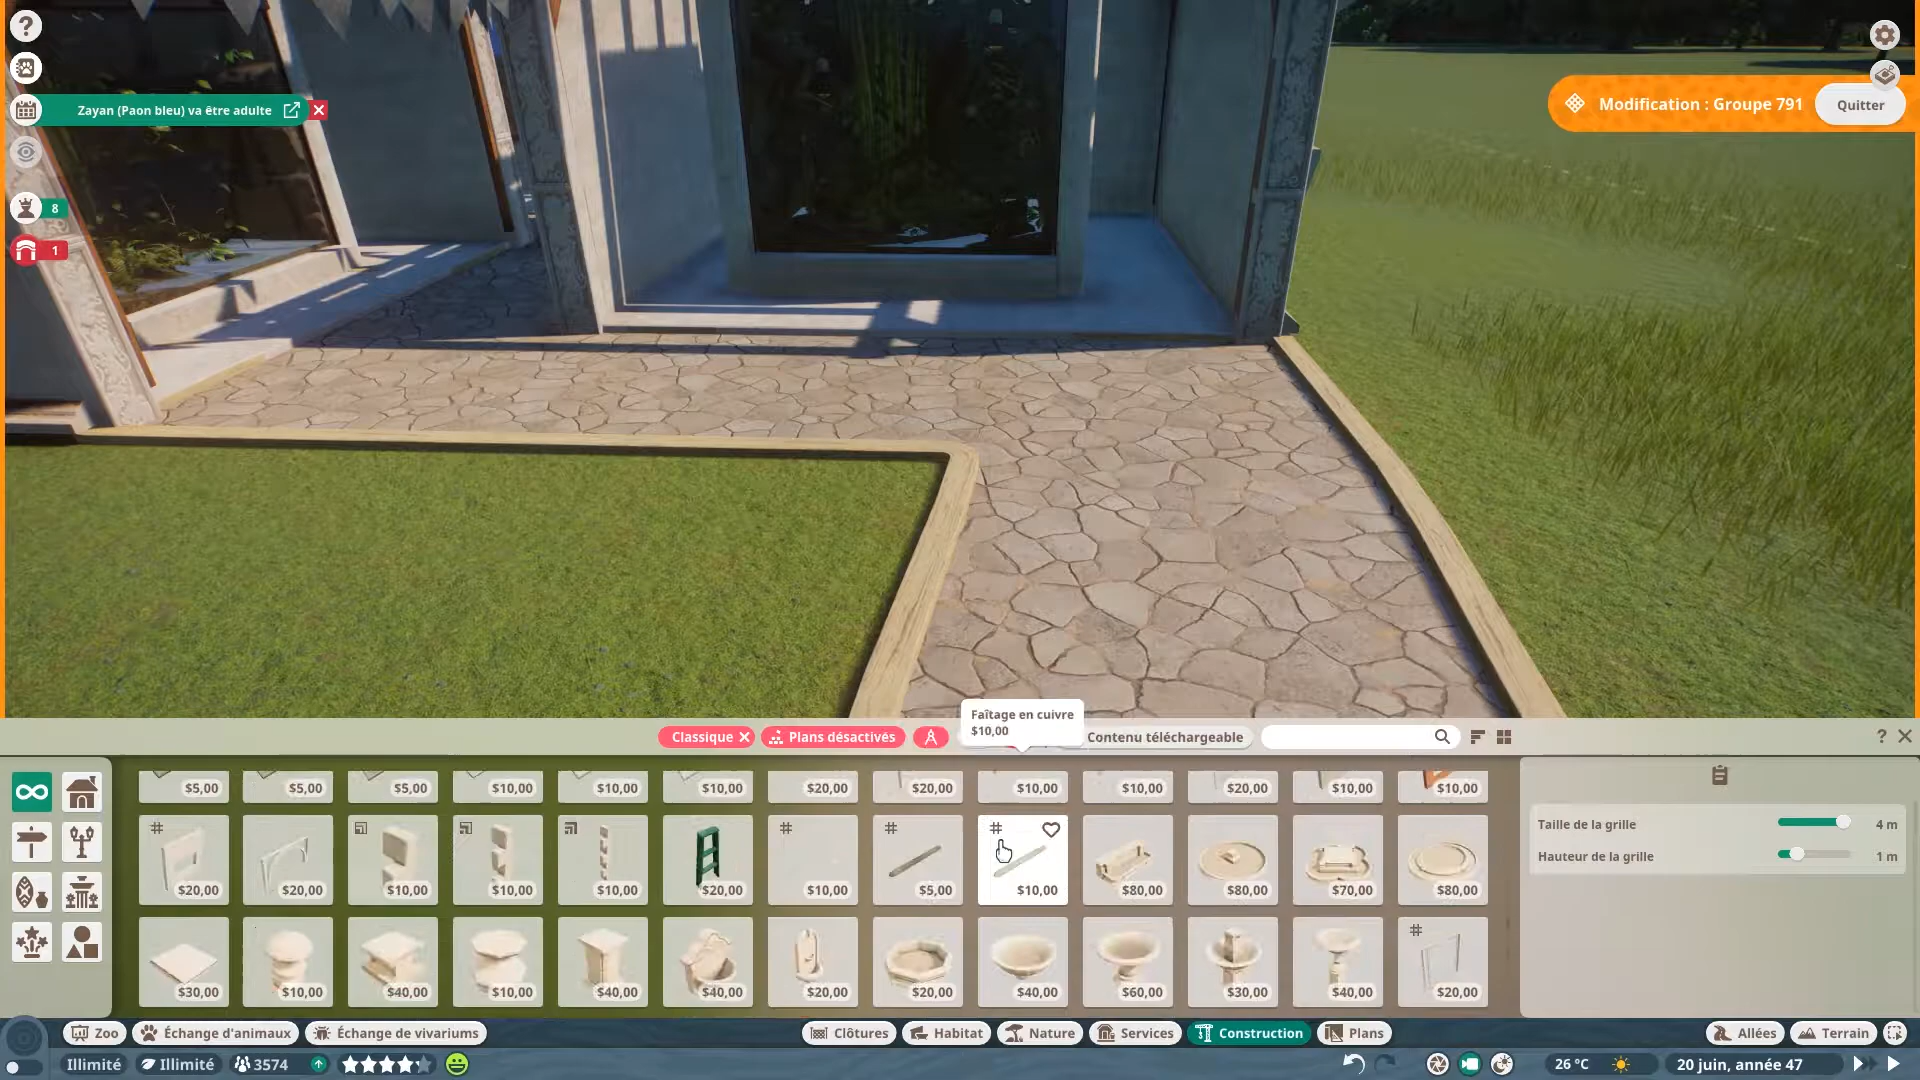 ?
Zayan (Paon bleu) va être adulte
Modification : Groupe 791
Quitter
8
1
Faîtage en cuivre
$10,00
Classique
Plans désactivés
Contenu téléchargeable
?
$5,00 $5,00 $5,00 $10,00 $10,00 $10,00 $20,00 $20,00 $10,00 $10,00 $20,00 $10,00 $10,00
$20,00 $20,00 $10,00 $10,00 $10,00 $20,00 $10,00 $5,00 $10,00 $80,00 $80,00 $70,00 $80,00
$30,00 $10,00 $40,00 $10,00 $40,00 $40,00 $20,00 $20,00 $40,00 $60,00 $30,00 $40,00 $20,00
Taille de la grille 4 m
Hauteur de la grille 1 m
Zoo Échange d'animaux Échange de vivariums Clôtures Habitat Nature Services Construction Plans Allées Terrain
Illimité Illimité 3574 26 °C 20 juin, année 47